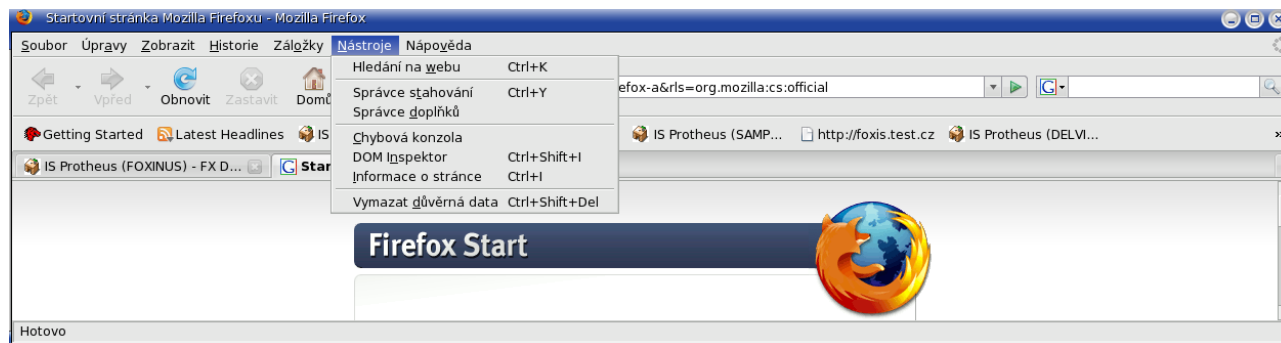 Startovní stránka Mozilla Firefoxu - Mozilla Firefox
Soubor Úpravy Zobrazit Historie Záložky Nástroje Nápověda
Hledání na webu Ctrl+K
Správce stahování Ctrl+Y
Správce doplňků
Chybová konzola
DOM Inspektor Ctrl+Shift+I
Informace o stránce Ctrl+I
Vymazat důvěrná data Ctrl+Shift+Del
Zpět Vpřed Obnovit Zastavit Domů
efox-a&rls=org.mozilla:cs:official
G
Getting Started Latest Headlines IS
IS Protheus (SAMP... http://foxis.test.cz IS Protheus (DELVI...
»
IS Protheus (FOXINUS) - FX D... G Star
Firefox Start
Hotovo